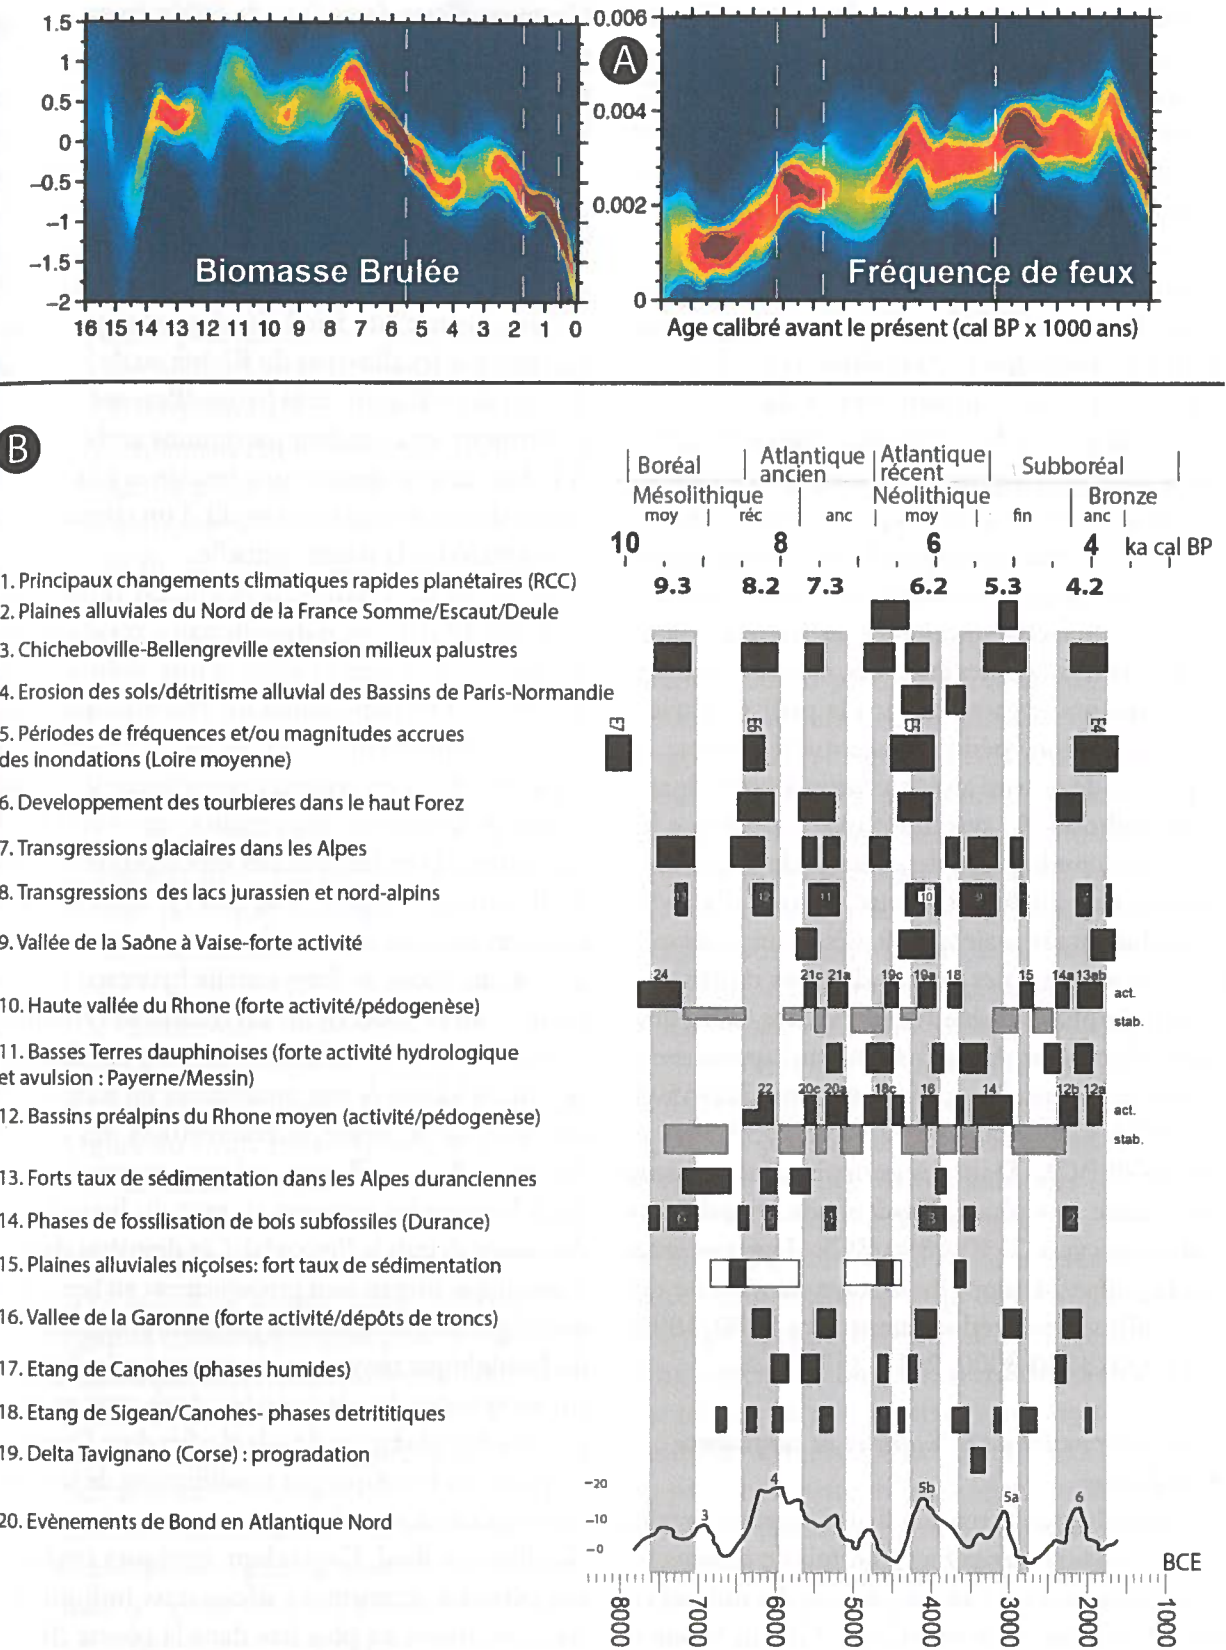 A
1.5
1
0.5
0
-0.5
-1
-1.5
-2
Biomasse Brulée
16 15 14 13 12 11 10 9 8 7 6 5 4 3 2 1 0
0.006
0.004
0.002
0
Fréquence de feux
Age calibré avant le présent (cal BP x 1000 ans)
B
Boréal Atlantique ancien Atlantique récent Subboréal
Mésolithique Néolithique Bronze
moy réc anc moy fin anc
10 8 6 4 ka cal BP
1. Principaux changements climatiques rapides planétaires (RCC) 9.3 8.2 7.3 6.2 5.3 4.2
2. Plaines alluviales du Nord de la France Somme/Escaut/Deule
3. Chicheboville-Bellengreville extension milieux palustres
4. Erosion des sols/détritisme alluvial des Bassins de Paris-Normandie
5. Périodes de fréquences et/ou magnitudes accrues
des inondations (Loire moyenne)
E7 E6 E5 E4
6. Developpement des tourbieres dans le haut Forez
7. Transgressions glaciaires dans les Alpes
8. Transgressions des lacs jurassien et nord-alpins
12 11 10 9
9. Vallée de la Saône à Vaise-forte activité
24 21c 21a 19c 19a 18 15 14a 13ab
10. Haute vallée du Rhone (forte activité/pédogenèse) act.
stab.
11. Basses Terres dauphinoises (forte activité hydrologique
et avulsion : Payerne/Messin)
22 20c 20a 18c 16 14 12b 12a
12. Bassins préalpins du Rhone moyen (activité/pédogenèse) act.
stab.
13. Forts taux de sédimentation dans les Alpes duranciennes
14. Phases de fossilisation de bois subfossiles (Durance)
6 3 2
15. Plaines alluviales niçoises: fort taux de sédimentation
16. Vallee de la Garonne (forte activité/dépôts de troncs)
17. Etang de Canohes (phases humides)
18. Etang de Sigean/Canohes- phases detrititiques
19. Delta Tavignano (Corse) : progradation
20. Evènements de Bond en Atlantique Nord
-20
-10
-0
3 4 5b 5a 6
BCE
8000 7000 6000 5000 4000 3000 2000 1000